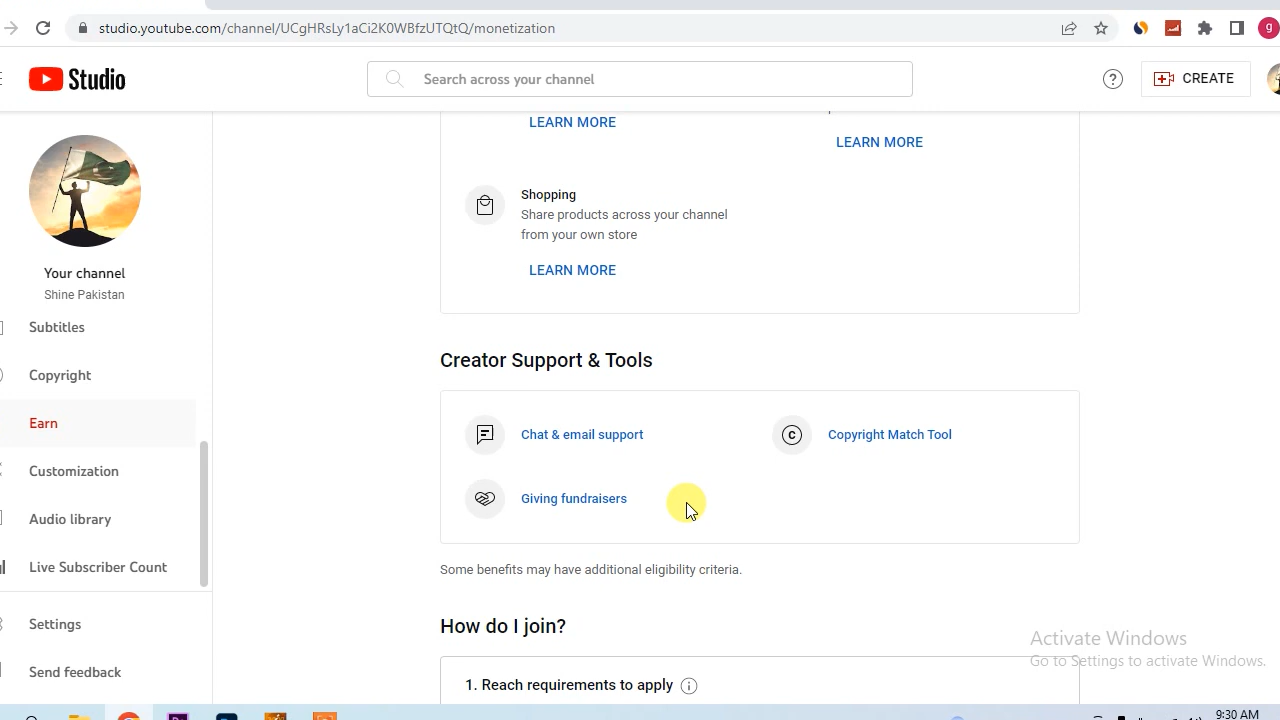 studio.youtube.com/channel/UCgHRsLy1aCi2K0WBfzUTQtQ/monetization
g
Studio
Search across your channel
CREATE
LEARN MORE
LEARN MORE
Shopping
Share products across your channel
from your own store
LEARN MORE
Your channel
Shine Pakistan
Subtitles
Copyright
Earn
Customization
Audio library
Live Subscriber Count
Settings
Send feedback
Creator Support & Tools
Chat & email support
Copyright Match Tool
Giving fundraisers
Some benefits may have additional eligibility criteria.
How do I join?
1. Reach requirements to apply
Activate Windows
Go to Settings to activate Windows.
9:30 AM